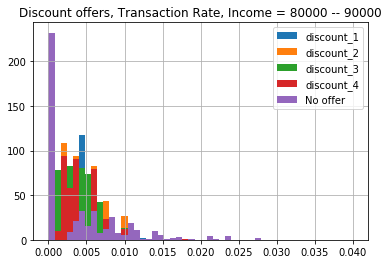 Discount offers, Transaction Rate, Income = 80000 -- 90000
discount_1
discount_2
discount_3
discount_4
No offer
200
150
100
50
0
0.000 0.005 0.010 0.015 0.020 0.025 0.030 0.035 0.040